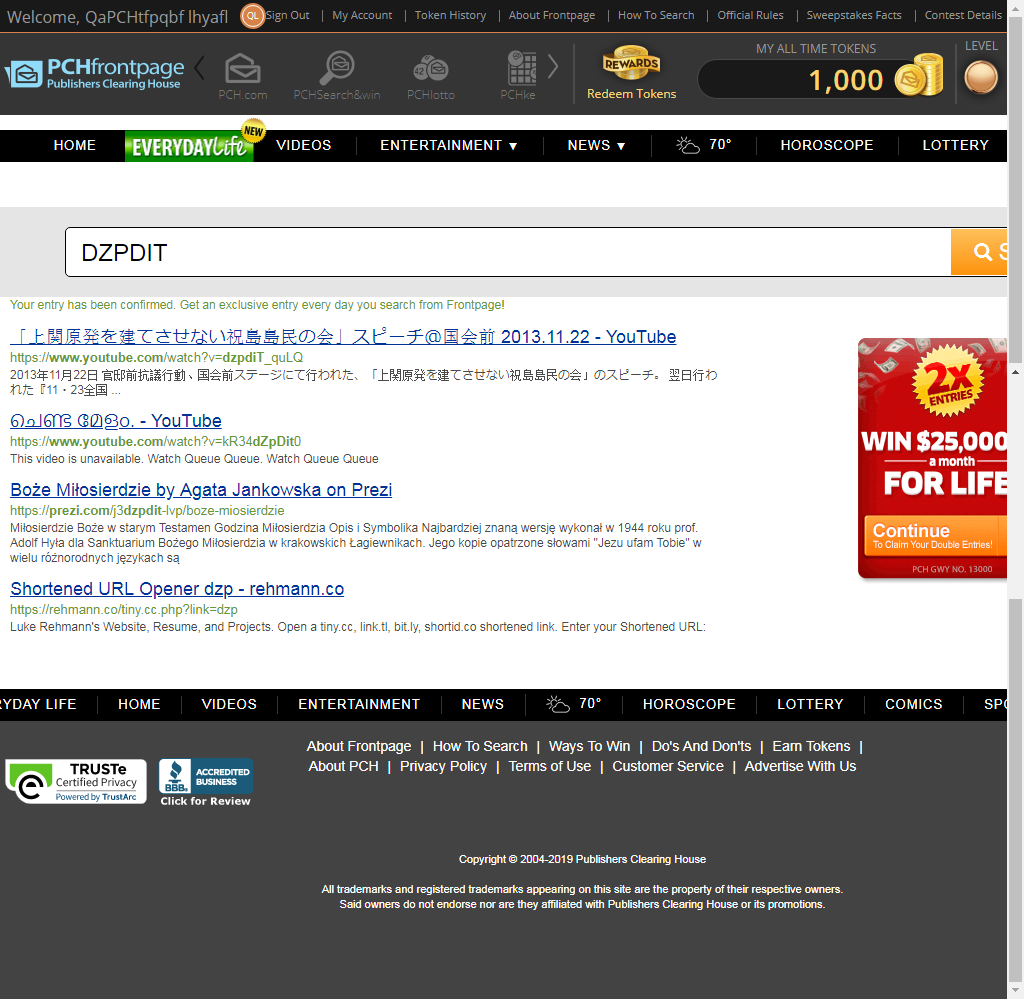 Welcome, QaPCHtfpqbf lhyafl QL Sign Out | My Account | Token History | About Frontpage | How To Search | Official Rules | Sweepstakes Facts | Contest Details
PCHfrontpage
Publishers Clearing House
PCH.com PCHSearch&win PCHlotto PCHke
42
REWARDS
Redeem Tokens
MY ALL TIME TOKENS
1,000
LEVEL
HOME EVERYDAY Life NEW VIDEOS ENTERTAINMENT ▼ NEWS ▼ 70° HOROSCOPE LOTTERY
DZPDIT
S
Your entry has been confirmed. Get an exclusive entry every day you search from Frontpage!
「上関原発を建てさせない祝島島民の会」スピーチ@国会前 2013.11.22 - YouTube
https://www.youtube.com/watch?v=dzpdiT_quLQ
2013年11月22日 官邸前抗議行動、国会前ステージにて行われた、「上関原発を建てさせない祝島島民の会」のスピーチ。 翌日行わ
れた『11・23全国 ...
ചെണ്ട മേളം. - YouTube
https://www.youtube.com/watch?v=kR34dZpDit0
This video is unavailable. Watch Queue Queue. Watch Queue Queue
Boże Miłosierdzie by Agata Jankowska on Prezi
https://prezi.com/j3dzpdit-lvp/boze-miosierdzie
Miłosierdzie Boże w starym Testamen Godzina Miłosierdzia Opis i Symbolika Najbardziej znaną wersję wykonał w 1944 roku prof.
Adolf Hyła dla Sanktuarium Bożego Miłosierdzia w krakowskich Łagiewnikach. Jego kopie opatrzone słowami "Jezu ufam Tobie" w
wielu różnorodnych językach są
Shortened URL Opener dzp - rehmann.co
https://rehmann.co/tiny.cc.php?link=dzp
Luke Rehmann's Website, Resume, and Projects. Open a tiny.cc, link.tl, bit.ly, shortid.co shortened link. Enter your Shortened URL:
2X
ENTRIES
WIN $25,000
a month
FOR LIFE
Continue
To Claim Your Double Entries!
PCH GWY NO. 13000
RYDAY LIFE HOME VIDEOS ENTERTAINMENT NEWS 70° HOROSCOPE LOTTERY COMICS SPO
About Frontpage | How To Search | Ways To Win | Do's And Don'ts | Earn Tokens |
About PCH | Privacy Policy | Terms of Use | Customer Service | Advertise With Us
TRUSTe
Certified Privacy
Powered by TrustArc
BBB. ACCREDITED
BUSINESS
Click for Review
Copyright © 2004-2019 Publishers Clearing House
All trademarks and registered trademarks appearing on this site are the property of their respective owners.
Said owners do not endorse nor are they affiliated with Publishers Clearing House or its promotions.